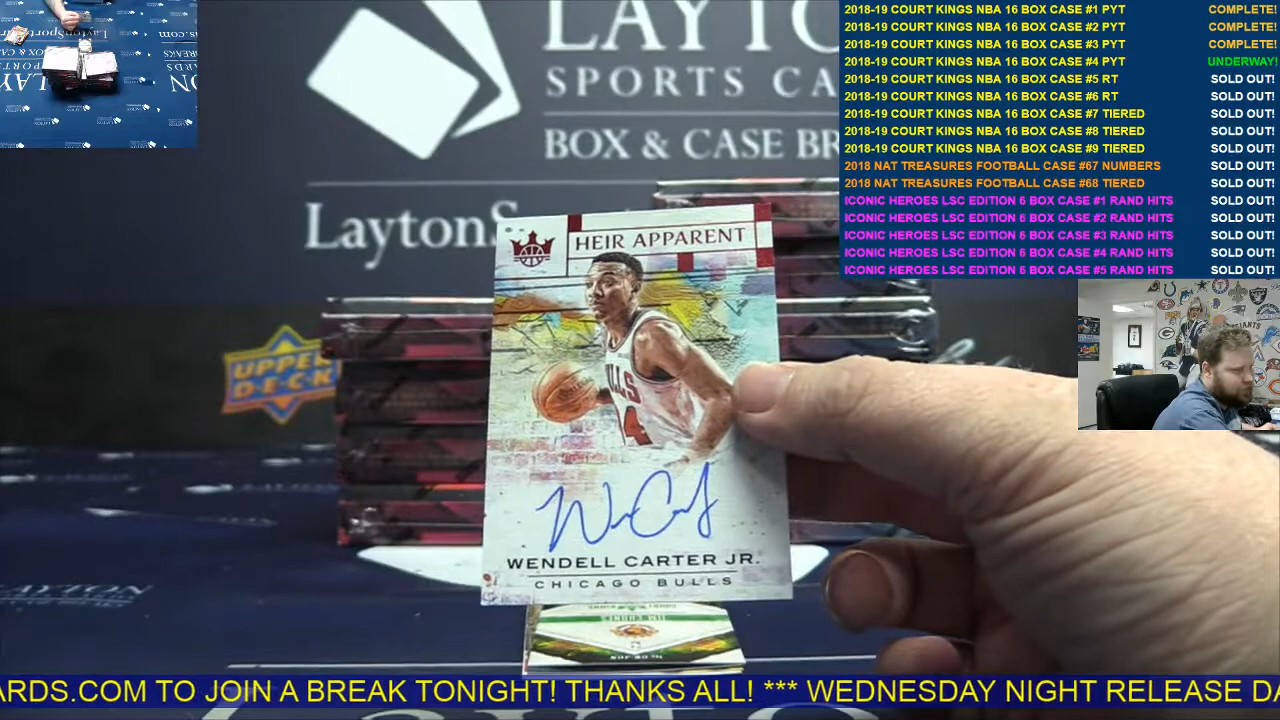 LAYTO
SPORTS CA
BOX & CASE BR
LaytonS
UPPER
DECK
HEIR APPARENT
WENDELL CARTER JR.
CHICAGO BULLS
2018-19 COURT KINGS NBA 16 BOX CASE #1 PYT COMPLETE!
2018-19 COURT KINGS NBA 16 BOX CASE #2 PYT COMPLETE!
2018-19 COURT KINGS NBA 16 BOX CASE #3 PYT COMPLETE!
2018-19 COURT KINGS NBA 16 BOX CASE #4 PYT UNDERWAY!
2018-19 COURT KINGS NBA 16 BOX CASE #5 RT SOLD OUT!
2018-19 COURT KINGS NBA 16 BOX CASE #6 RT SOLD OUT!
2018-19 COURT KINGS NBA 16 BOX CASE #7 TIERED SOLD OUT!
2018-19 COURT KINGS NBA 16 BOX CASE #8 TIERED SOLD OUT!
2018-19 COURT KINGS NBA 16 BOX CASE #9 TIERED SOLD OUT!
2018 NAT TREASURES FOOTBALL CASE #67 NUMBERS SOLD OUT!
2018 NAT TREASURES FOOTBALL CASE #68 TIERED SOLD OUT!
ICONIC HEROES LSC EDITION 6 BOX CASE #1 RAND HITS SOLD OUT!
ICONIC HEROES LSC EDITION 6 BOX CASE #2 RAND HITS SOLD OUT!
ICONIC HEROES LSC EDITION 6 BOX CASE #3 RAND HITS SOLD OUT!
ICONIC HEROES LSC EDITION 6 BOX CASE #4 RAND HITS SOLD OUT!
ICONIC HEROES LSC EDITION 6 BOX CASE #5 RAND HITS SOLD OUT!
ARDS.COM TO JOIN A BREAK TONIGHT! THANKS ALL! *** WEDNESDAY NIGHT RELEASE DA